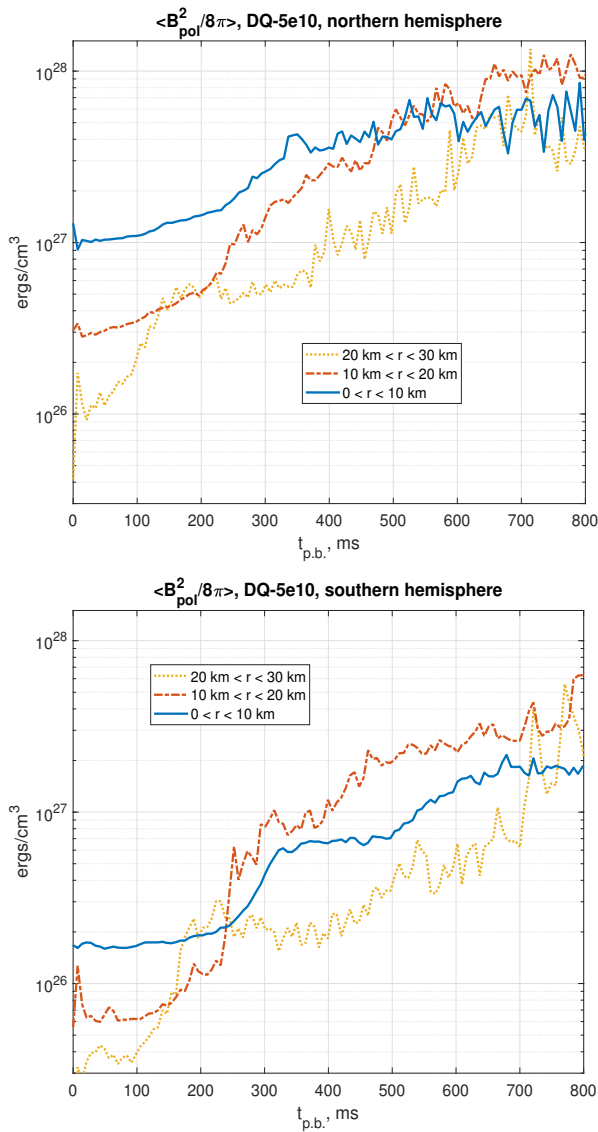 <B²pol/8π>, DQ-5e10, northern hemisphere
ergs/cm³
10²⁸
10²⁷
10²⁶
20 km < r < 30 km
10 km < r < 20 km
0 < r < 10 km
0 100 200 300 400 500 600 700 800
t_p.b., ms
<B²pol/8π>, DQ-5e10, southern hemisphere
ergs/cm³
10²⁸
20 km < r < 30 km
10 km < r < 20 km
0 < r < 10 km
10²⁷
10²⁶
0 100 200 300 400 500 600 700 800
t_p.b., ms